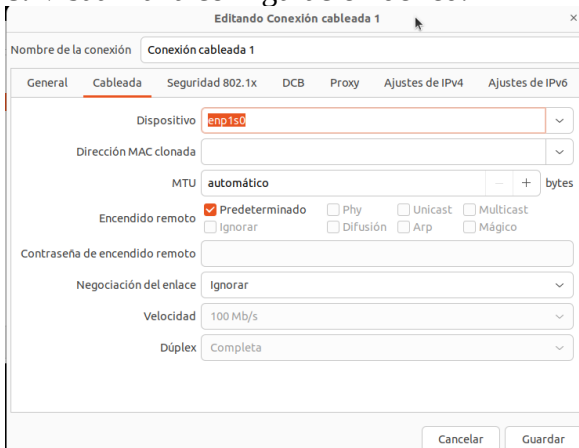 Editando Conexión cableada 1
Nombre de la conexión Conexión cableada 1
General Cableada Seguridad 802.1x DCB Proxy Ajustes de IPv4 Ajustes de IPv6
Dispositivo enp1s0
Dirección MAC clonada
MTU automático bytes
Encendido remoto Predeterminado Phy Unicast Multicast
Ignorar Difusión Arp Mágico
Contraseña de encendido remoto
Negociación del enlace Ignorar
Velocidad 100 Mb/s
Dúplex Completa
Cancelar Guardar